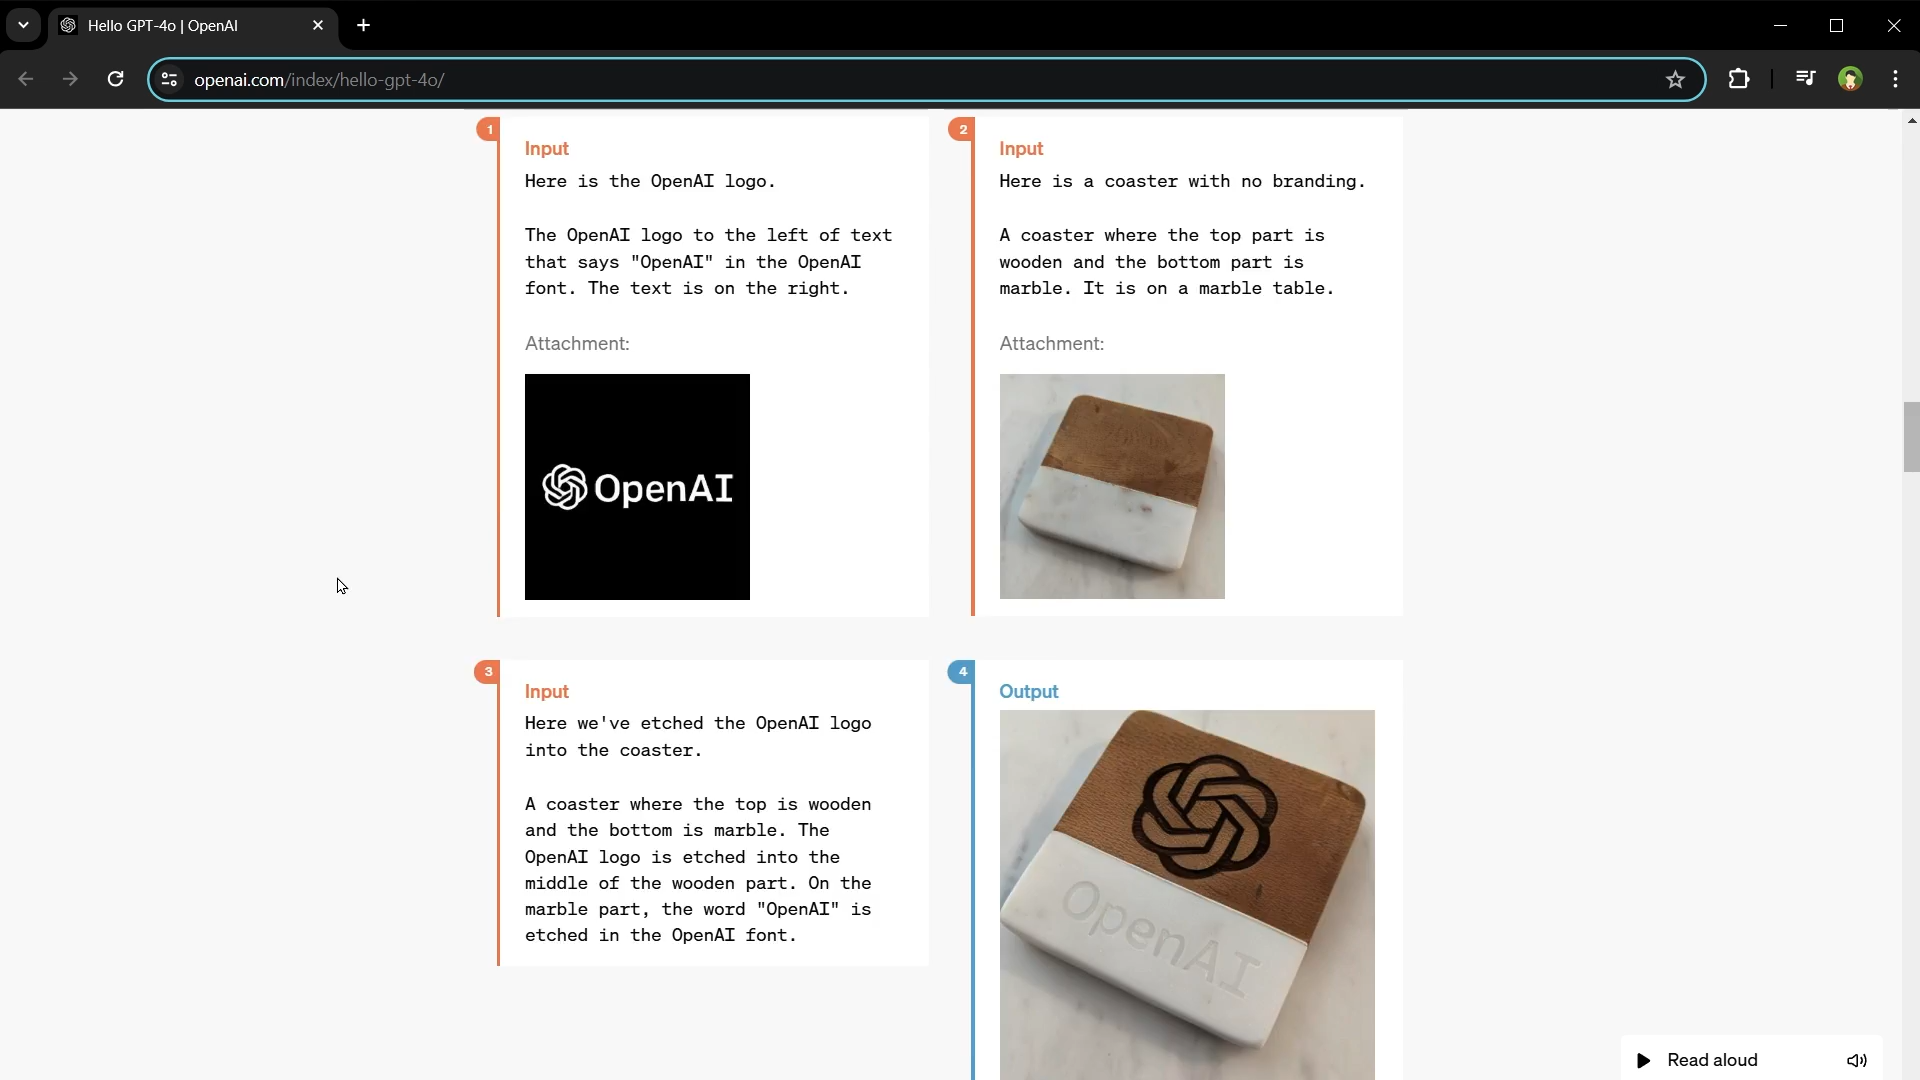 Hello GPT-4o | OpenAI
openai.com/index/hello-gpt-4o/
1
Input
Here is the OpenAI logo.
The OpenAI logo to the left of text
that says "OpenAI" in the OpenAI
font. The text is on the right.
Attachment:
OpenAI
2
Input
Here is a coaster with no branding.
A coaster where the top part is
wooden and the bottom part is
marble. It is on a marble table.
Attachment:
3
Input
Here we've etched the OpenAI logo
into the coaster.
A coaster where the top is wooden
and the bottom is marble. The
OpenAI logo is etched into the
middle of the wooden part. On the
marble part, the word "OpenAI" is
etched in the OpenAI font.
4
Output
OpenAI
Read aloud